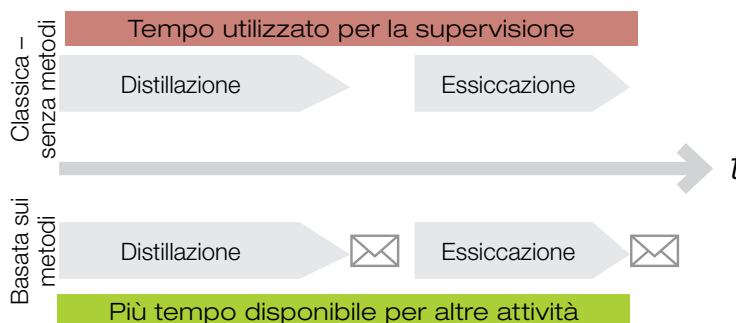 Tempo utilizzato per la supervisione
Classica –
senza metodi
Distillazione
Essiccazione
t
Basata sui
metodi
Distillazione
Essiccazione
Più tempo disponibile per altre attività